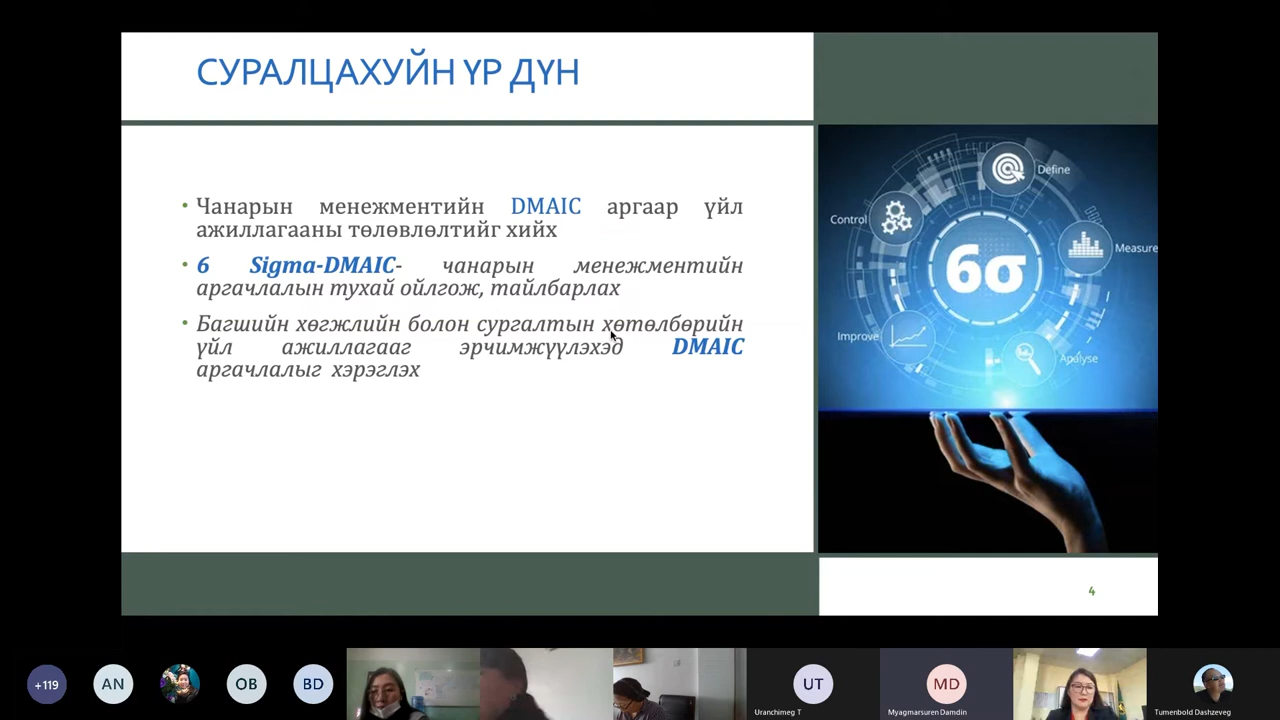 СУРАЛЦАХУЙН ҮР ДҮН
• Чанарын менежментийн DMAIC аргаар үйл
ажиллагааны төлөвлөлтийг хийх
• 6 Sigma-DMAIC- чанарын менежментийн
аргачлалын тухай ойлгож, тайлбарлах
• Багшийн хөгжлийн болон сургалтын хөтөлбөрийн
үйл ажиллагааг эрчимжүүлэхэд DMAIC
аргачлалыг хэрэглэх
Define
Control
Measure
6σ
Improve
Analyse
4
+119
AN
OB
BD
UT
MD
Uranchimeg T
Myagmarsuren Damdin
Tumenbold Dashzeveg